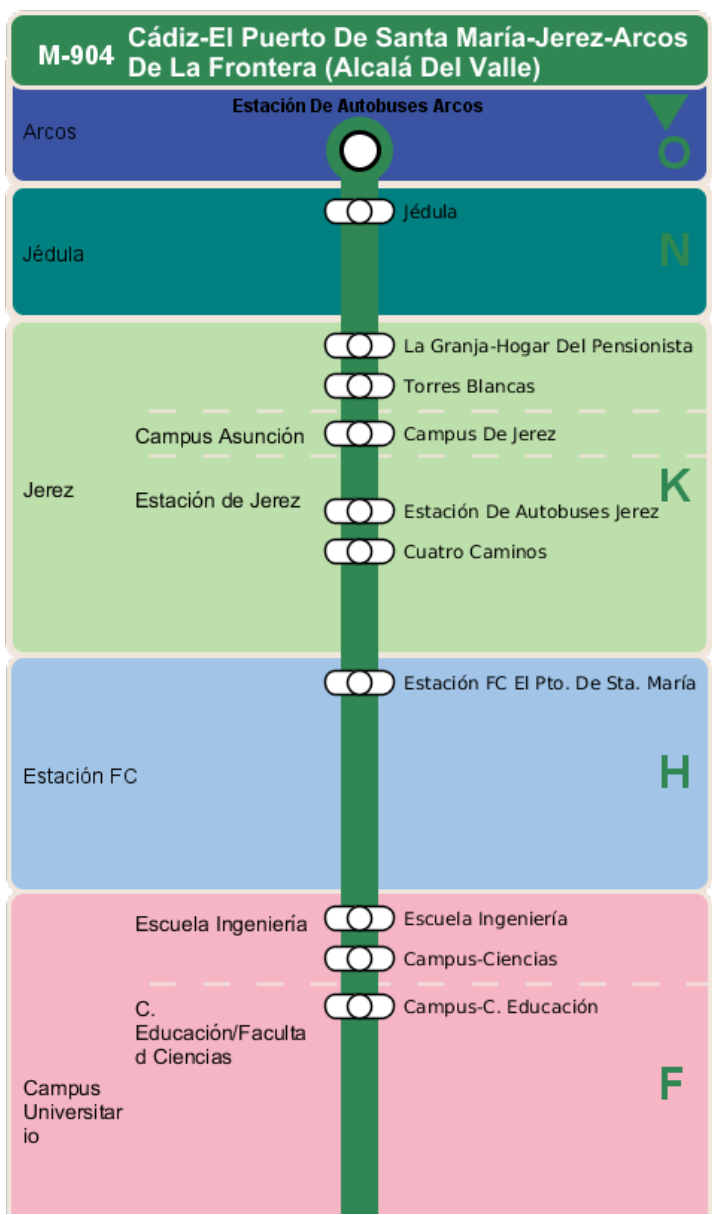 M-904
Cádiz-El Puerto De Santa María-Jerez-Arcos
De La Frontera (Alcalá Del Valle)
Estación De Autobuses Arcos
Arcos
O
Jédula
Jédula
N
La Granja-Hogar Del Pensionista
Torres Blancas
Campus Asunción
Campus De Jerez
Jerez
K
Estación de Jerez
Estación De Autobuses Jerez
Cuatro Caminos
Estación FC El Pto. De Sta. María
Estación FC
H
Escuela Ingeniería
Escuela Ingeniería
Campus-Ciencias
Campus-C. Educación
C.
Educación/Faculta
d Ciencias
Campus
Universitar
io
F